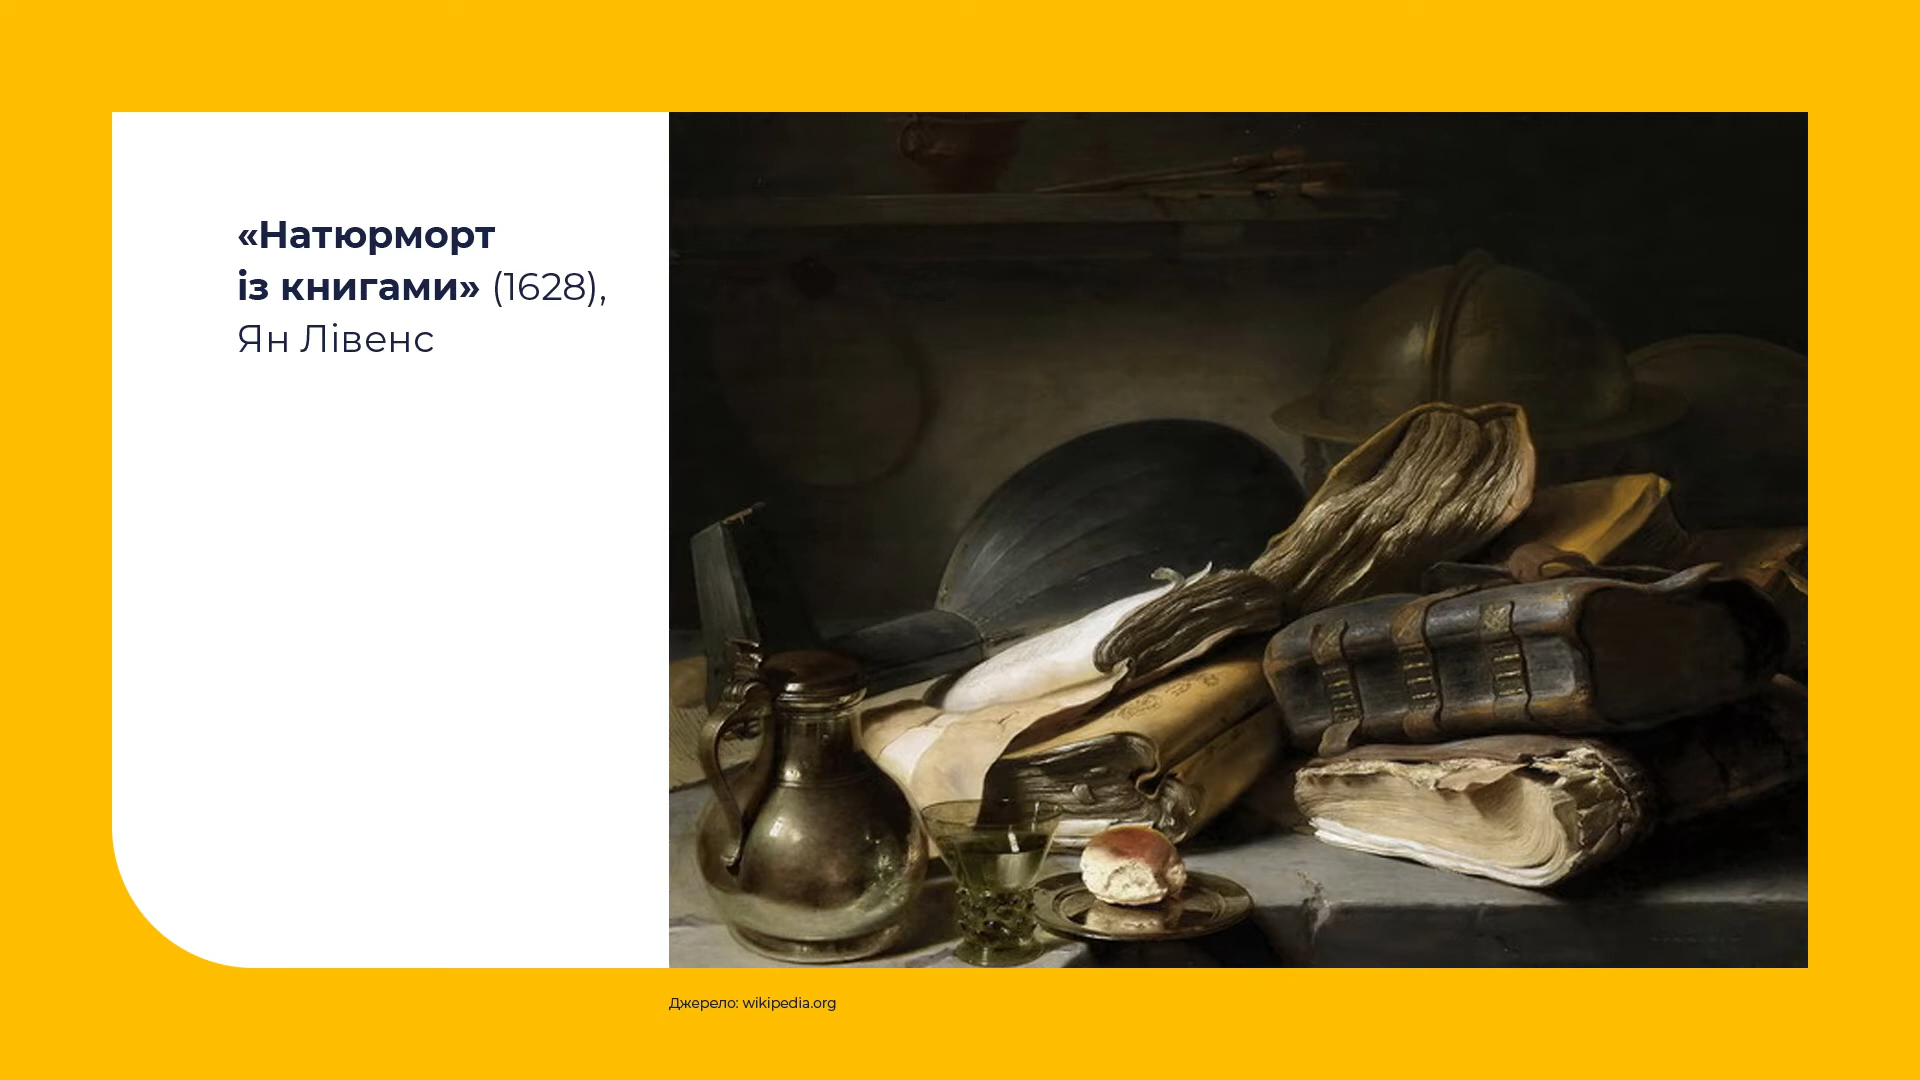 «Натюрморт
із книгами» (1628),
Ян Лівенс
Джерело: wikipedia.org